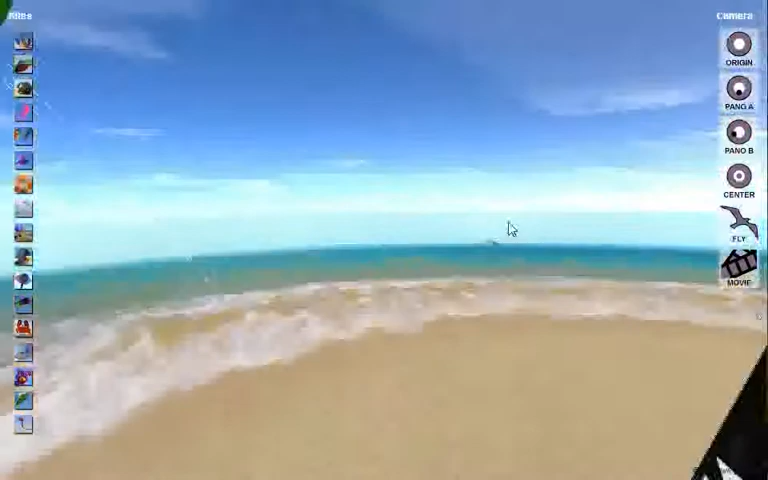 Camera
ORIGIN
PANO A
PANO B
CENTER
FLY
MOVIE